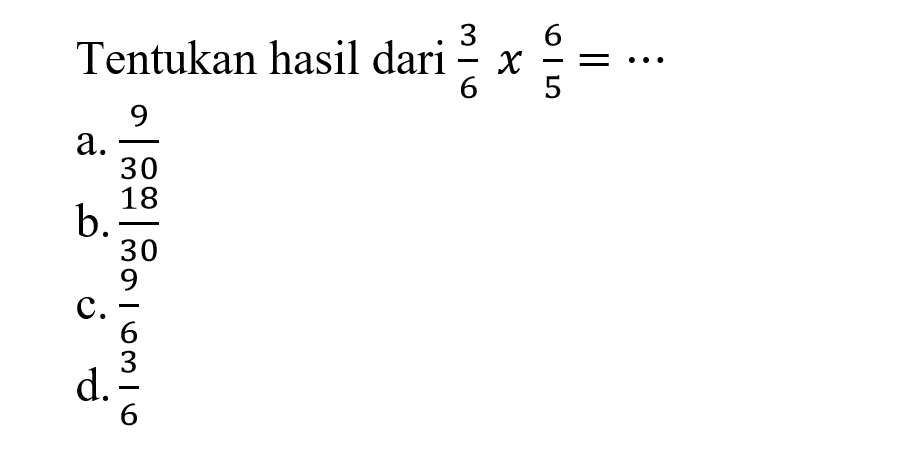 Tentukan hasil dari 3/6 x 6/5 = ...
a. 9/30
b. 18/30
c. 9/6
d. 3/6